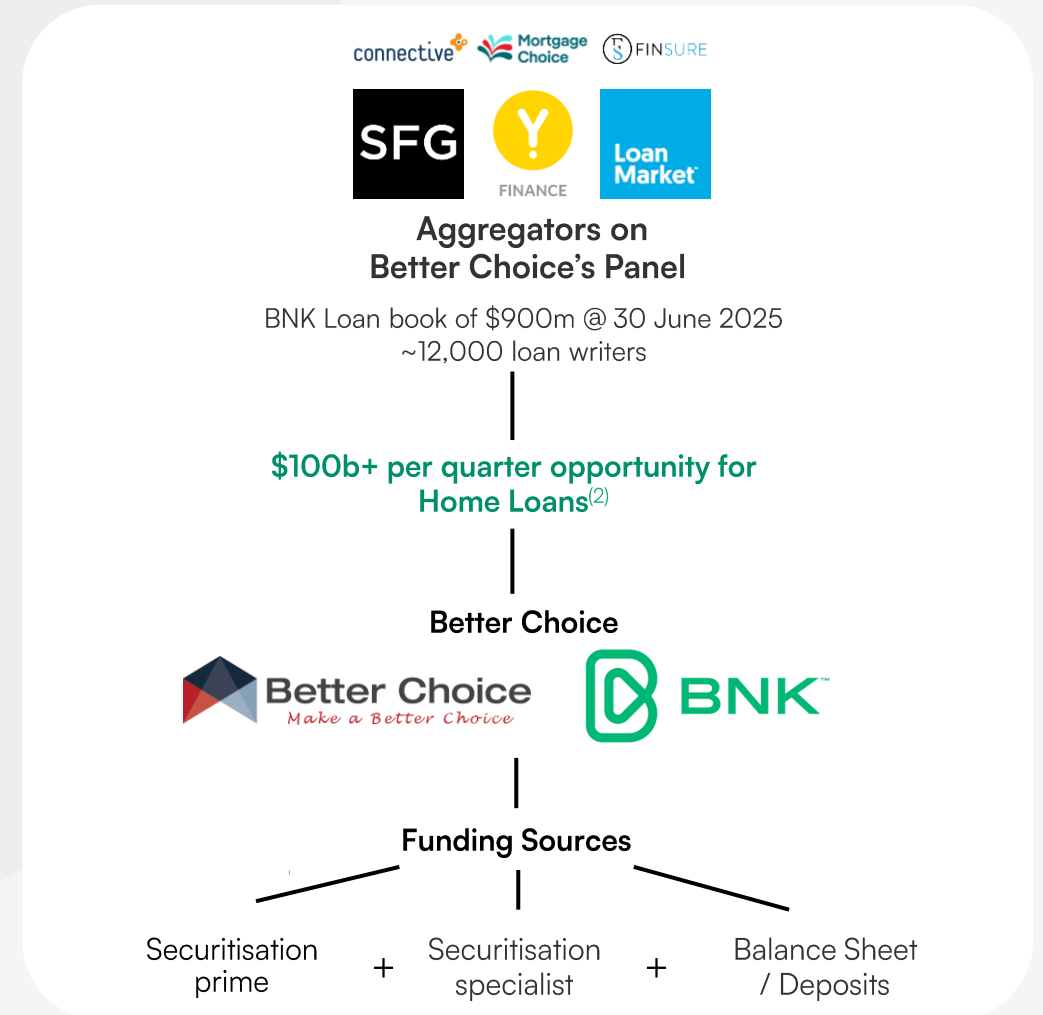 connective
Mortgage Choice
FINSURE
SFG
Y
FINANCE
Loan
Market
Aggregators on
Better Choice’s Panel
BNK Loan book of $900m @ 30 June 2025
~12,000 loan writers
$100b+ per quarter opportunity for
Home Loans(2)
Better Choice
Better Choice
Make a Better Choice
BNK™
Funding Sources
Securitisation
prime
+
Securitisation
specialist
+
Balance Sheet
/ Deposits